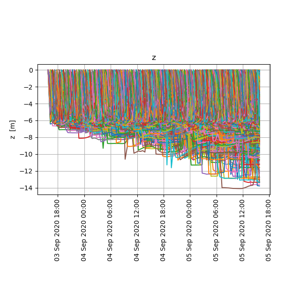 z
z [m]
0
−2
−4
−6
−8
−10
−12
−14
03 Sep 2020 18:00
04 Sep 2020 00:00
04 Sep 2020 06:00
04 Sep 2020 12:00
04 Sep 2020 18:00
05 Sep 2020 00:00
05 Sep 2020 06:00
05 Sep 2020 12:00
05 Sep 2020 18:00